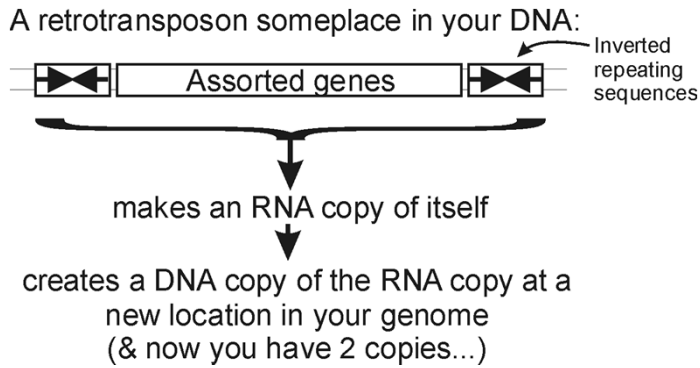 A retrotransposon someplace in your DNA:
Inverted
repeating
sequences
Assorted genes
makes an RNA copy of itself
creates a DNA copy of the RNA copy at a
new location in your genome
(& now you have 2 copies...)